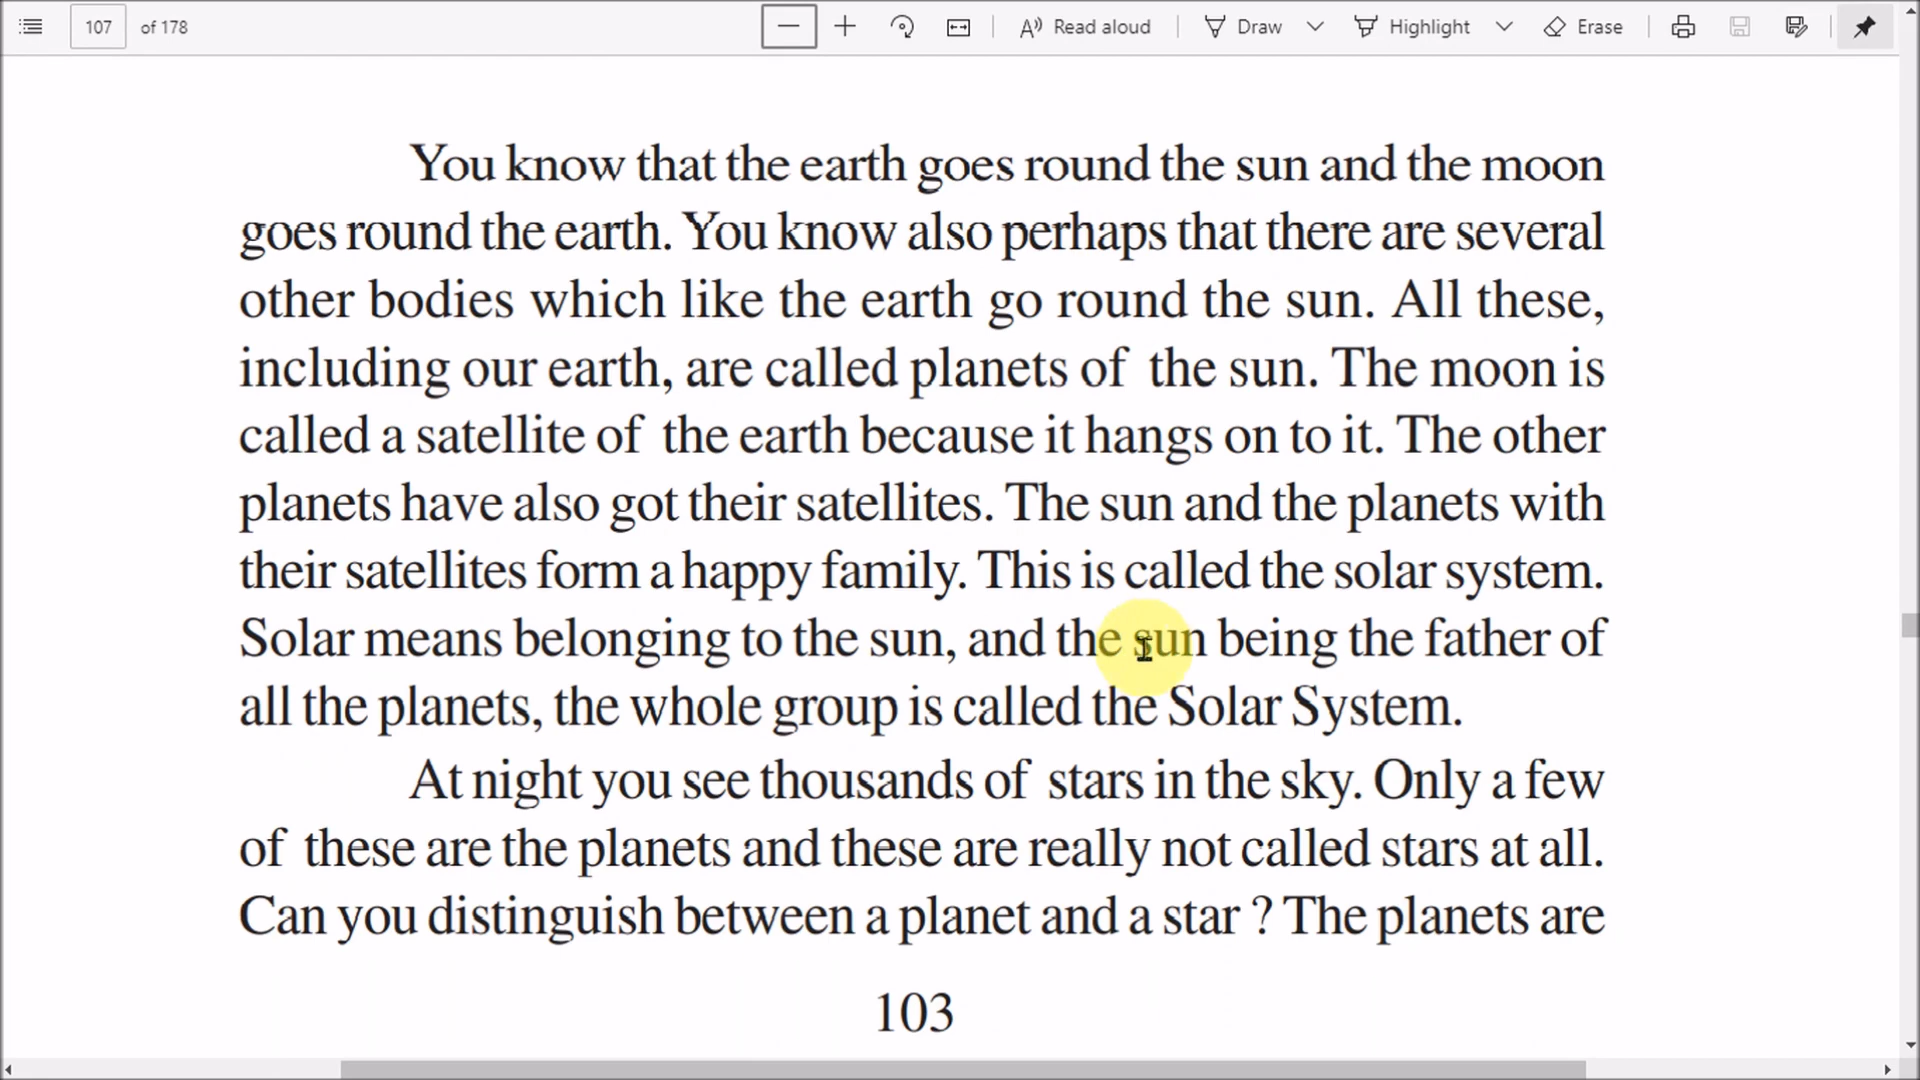 107 of 178 Read aloud Draw Highlight Erase
You know that the earth goes round the sun and the moon
goes round the earth. You know also perhaps that there are several
other bodies which like the earth go round the sun. All these,
including our earth, are called planets of the sun. The moon is
called a satellite of the earth because it hangs on to it. The other
planets have also got their satellites. The sun and the planets with
their satellites form a happy family. This is called the solar system.
Solar means belonging to the sun, and the sun being the father of
all the planets, the whole group is called the Solar System.
At night you see thousands of stars in the sky. Only a few
of these are the planets and these are really not called stars at all.
Can you distinguish between a planet and a star ? The planets are
103